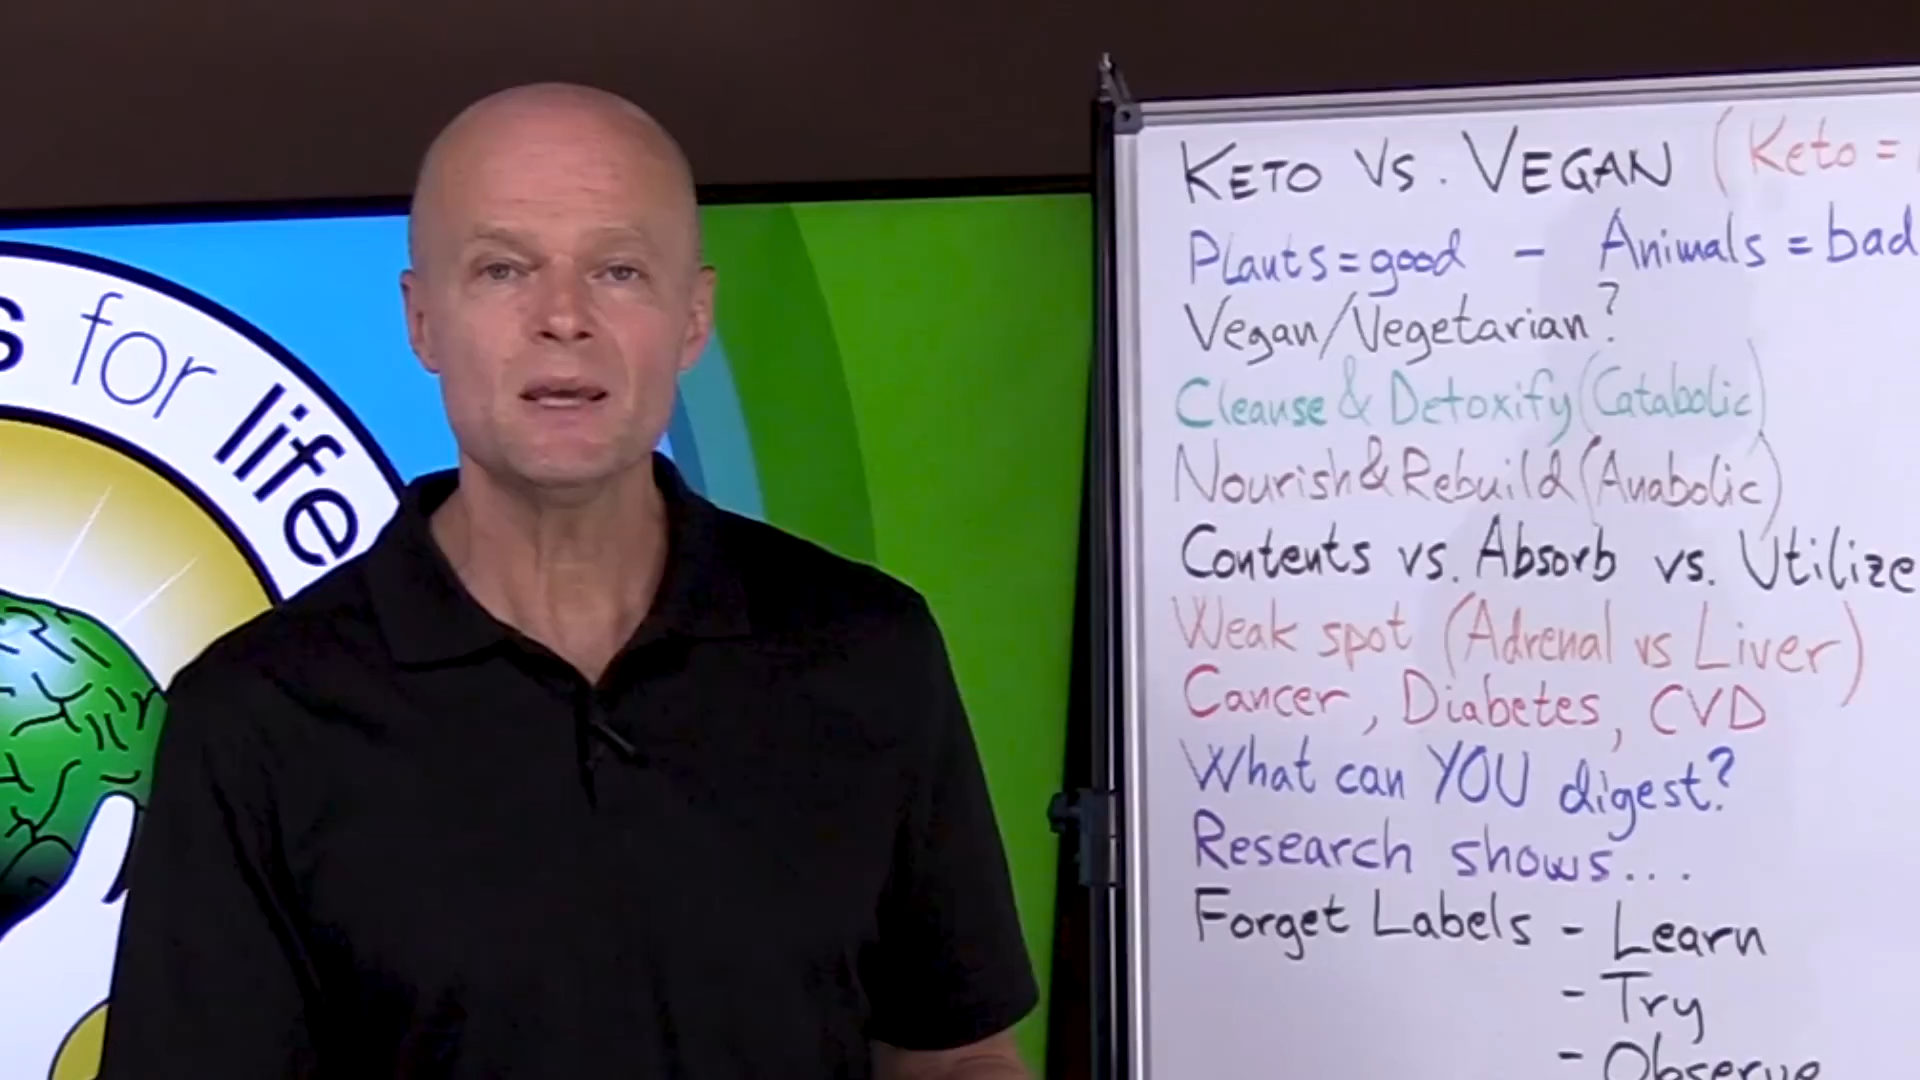 s for life
KETO VS. VEGAN (Keto =
Plants = good - Animals = bad
Vegan/Vegetarian?
Cleanse & Detoxify (Catabolic)
Nourish & Rebuild (Anabolic)
Contents vs. Absorb vs. Utilize
Weak spot (Adrenal vs Liver)
Cancer, Diabetes, CVD
What can YOU digest?
Research shows...
Forget Labels - Learn
- Try
- Observe